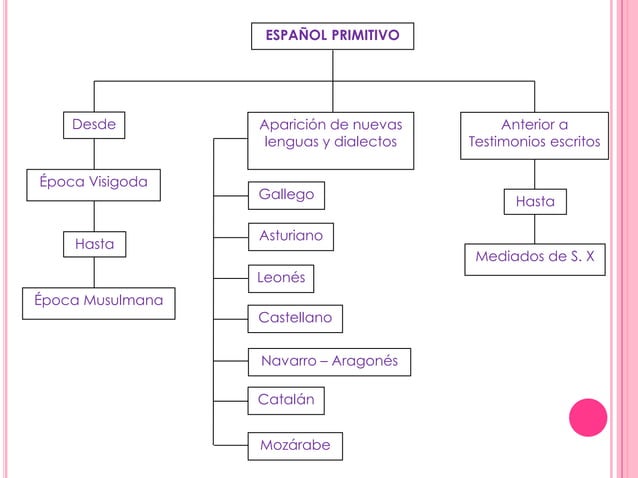 ESPAÑOL PRIMITIVO
Desde
Época Visigoda
Hasta
Época Musulmana
Aparición de nuevas
lenguas y dialectos
Gallego
Asturiano
Leonés
Castellano
Navarro – Aragonés
Catalán
Mozárabe
Anterior a
Testimonios escritos
Hasta
Mediados de S. X